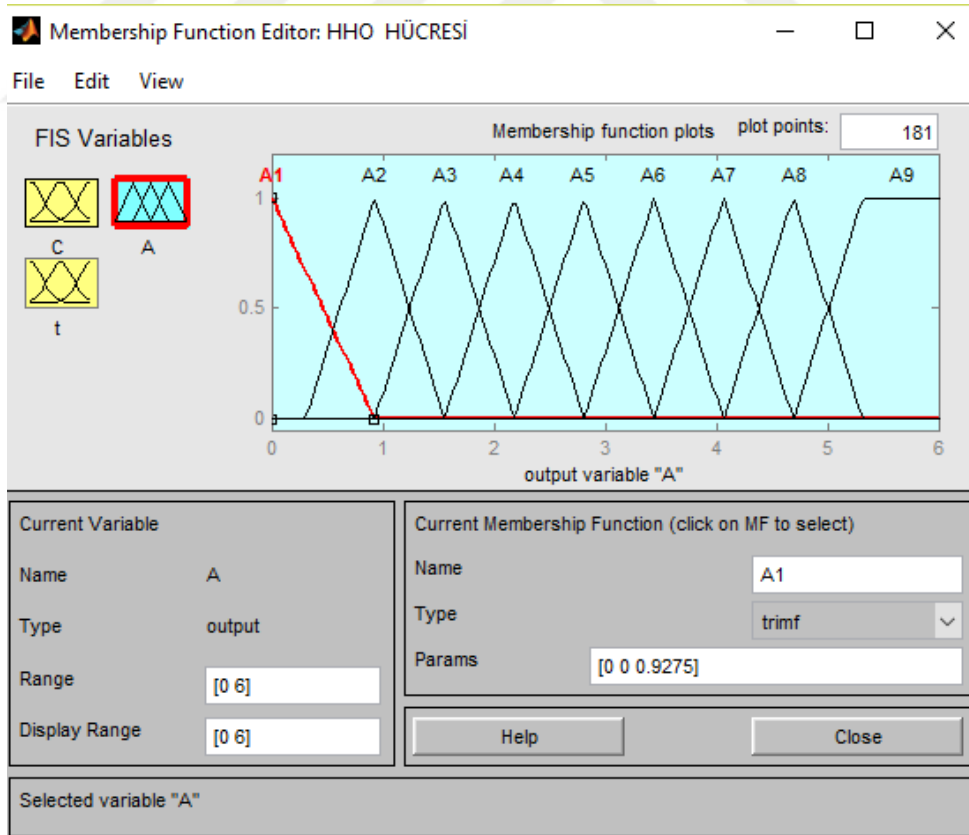 Membership Function Editor: HHO HÜCRESİ
File Edit View
FIS Variables
Membership function plots plot points: 181
C A
t
A1 A2 A3 A4 A5 A6 A7 A8 A9
1
0.5
0
0 1 2 3 4 5 6
output variable "A"
Current Variable
Name A
Type output
Range [0 6]
Display Range [0 6]
Current Membership Function (click on MF to select)
Name A1
Type trimf
Params [0 0 0.9275]
Help Close
Selected variable "A"